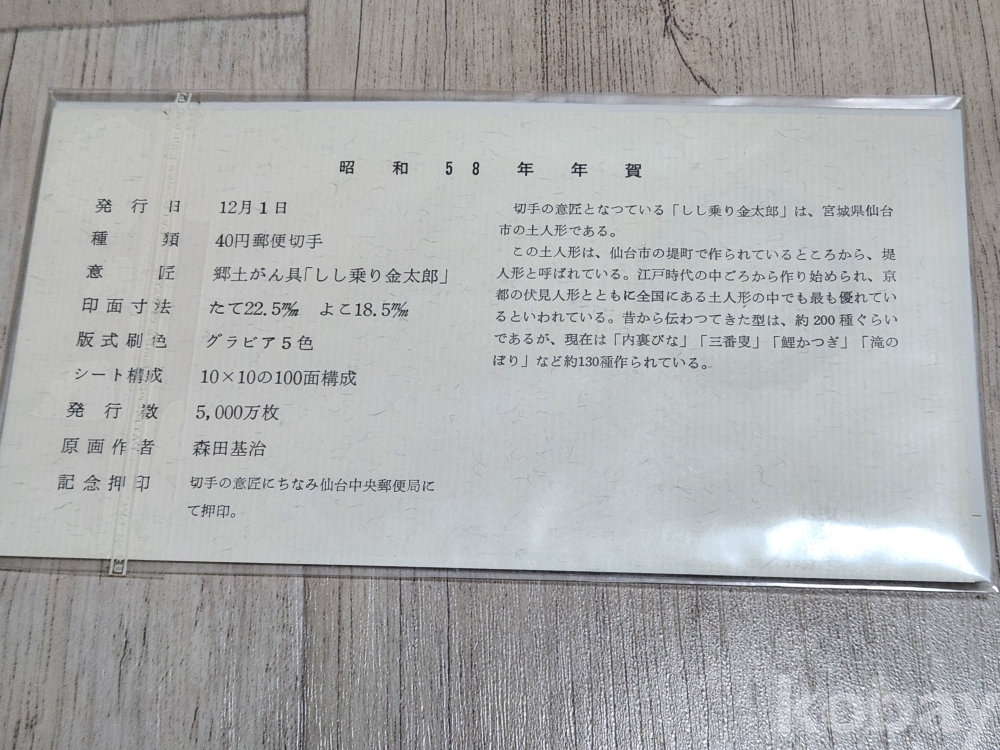 昭和58年年賀
発行日 12月1日
種類 40円郵便切手
意匠 郷土がん具「しし乗り金太郎」
印面寸法 たて22.5㎜ よこ18.5㎜
版式刷色 グラビア5色
シート構成 10×10の100面構成
発行数 5,000万枚
原画作者 森田基治
記念押印 切手の意匠にちなみ仙台中央郵便局に
て押印。
切手の意匠となつている「しし乗り金太郎」は、宮城県仙台
市の土人形である。
この土人形は、仙台市の堤町で作られているところから、堤
人形と呼ばれている。江戸時代の中ごろから作り始められ、京
都の伏見人形とともに全国にある土人形の中でも最も優れてい
るといわれている。昔から伝わつてきた型は、約200種ぐらい
であるが、現在は「内裏びな」「三番叟」「鯉かつぎ」「滝の
ぼり」など約130種作られている。
kobay